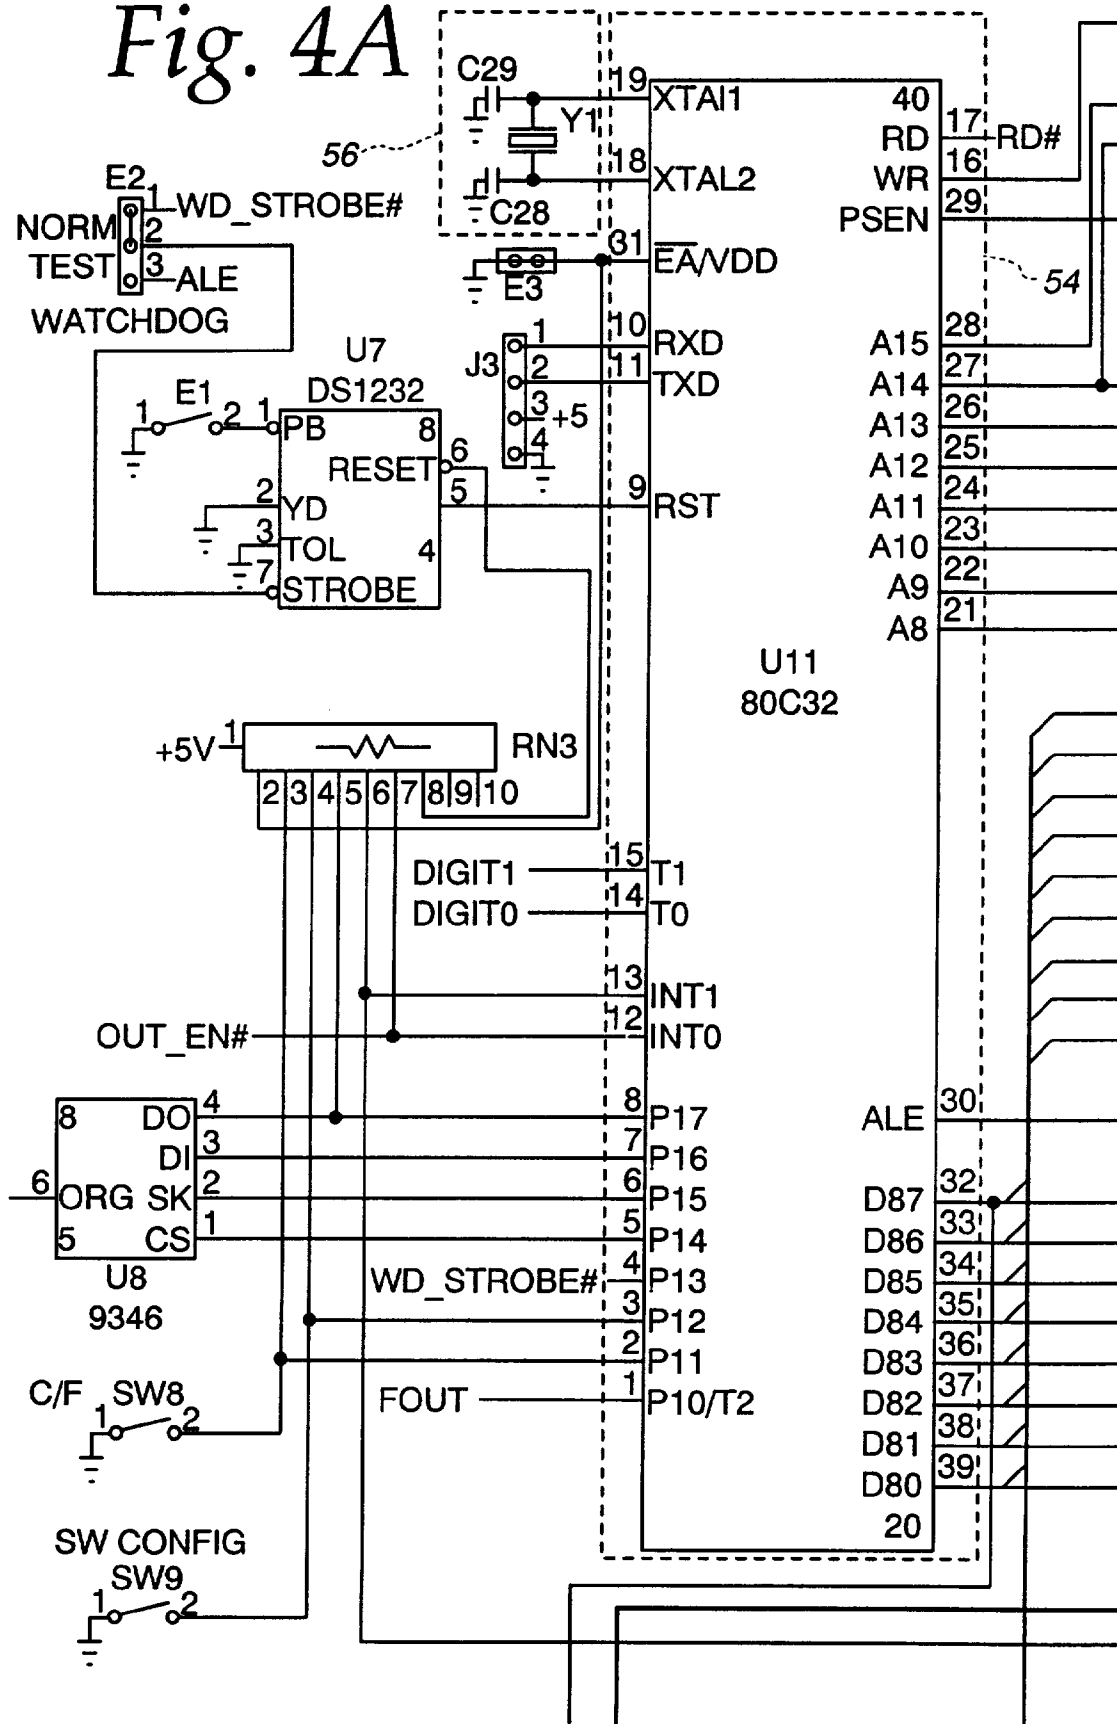 Fig. 4A
C29
19
XTAI1
40
Y1
RD
17
RD#
56
18
XTAL2
WR
16
E2
1
WD_STROBE#
C28
PSEN
29
NORM
2
31
EA/VDD
TEST
3
ALE
E3
54
WATCHDOG
1
10
RXD
A15
28
U7
J3
2
11
TXD
A14
27
DS1232
3
+5
A13
26
1
E1
2
1
PB
8
4
A12
25
RESET
6
2
YD
5
9
RST
A11
24
3
TOL
4
A10
23
7
STROBE
A9
22
A8
21
U11
80C32
+5V
1
RN3
2
3
4
5
6
7
8
9
10
DIGIT1
15
T1
DIGIT0
14
T0
13
INT1
OUT_EN#
12
INT0
8
DO
4
8
P17
ALE
30
DI
3
7
P16
6
ORG
SK
2
6
P15
D87
32
5
CS
1
5
P14
D86
33
U8
9346
WD_STROBE#
4
P13
D85
34
3
P12
D84
35
2
P11
D83
36
C/F
SW8
1
2
FOUT
1
P10/T2
D82
37
D81
38
D80
39
20
SW CONFIG
SW9
1
2